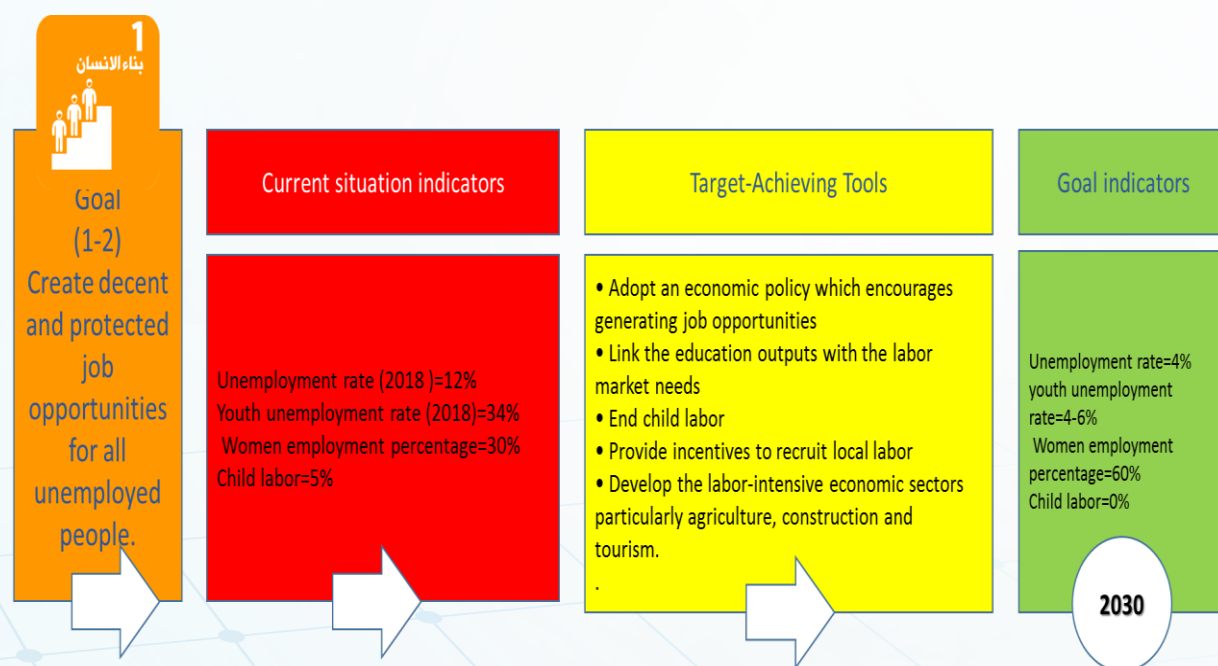 1
بناء الانسان
Goal
(1-2)
Create decent
and protected
job
opportunities
for all
unemployed
people.
Current situation indicators
Unemployment rate (2018 )=12%
Youth unemployment rate (2018)=34%
Women employment percentage=30%
Child labor=5%
Target-Achieving Tools
• Adopt an economic policy which encourages
generating job opportunities
• Link the education outputs with the labor
market needs
• End child labor
• Provide incentives to recruit local labor
• Develop the labor-intensive economic sectors
particularly agriculture, construction and
tourism.
.
Goal indicators
Unemployment rate=4%
youth unemployment
rate=4-6%
Women employment
percentage=60%
Child labor=0%
2030